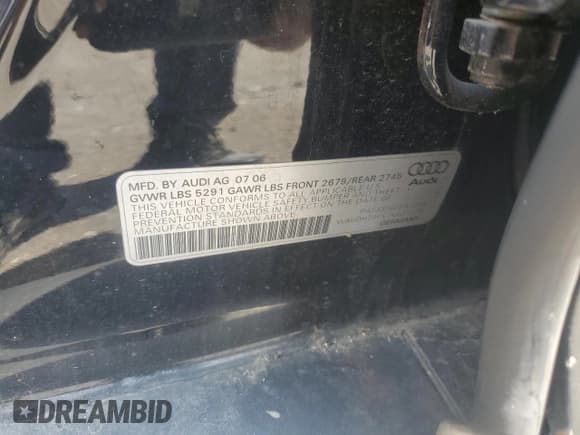 MFD. BY AUDI AG 07 06
GVWR LBS 5291 GAWR LBS FRONT 2679/REAR 2745
THIS VEHICLE CONFORMS TO ALL APPLICABLE U.S.
FEDERAL MOTOR VEHICLE SAFETY, BUMPER AND THEFT
PREVENTION STANDARDS IN EFFECT ON THE DATE OF
MANUFACTURE SHOWN ABOVE.
Audi
GERMANY
DREAMBID